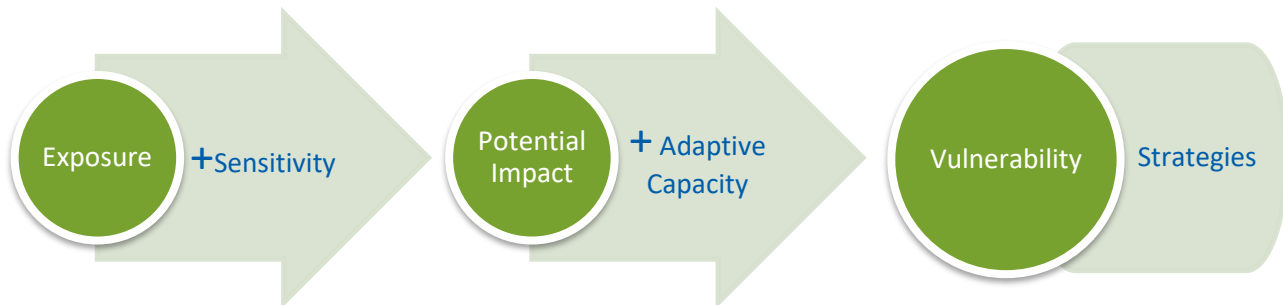 Exposure
+Sensitivity
Potential
Impact
+ Adaptive
Capacity
Vulnerability
Strategies